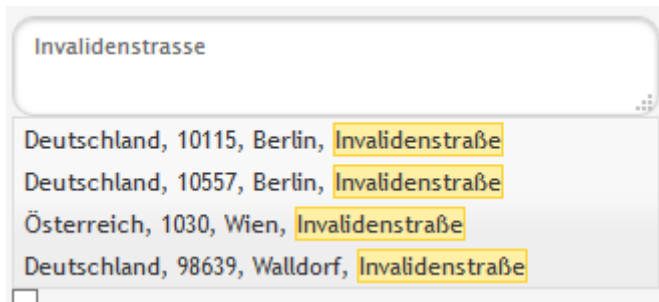 Invalidenstrasse
Deutschland, 10115, Berlin, Invalidenstraße
Deutschland, 10557, Berlin, Invalidenstraße
Österreich, 1030, Wien, Invalidenstraße
Deutschland, 98639, Walldorf, Invalidenstraße